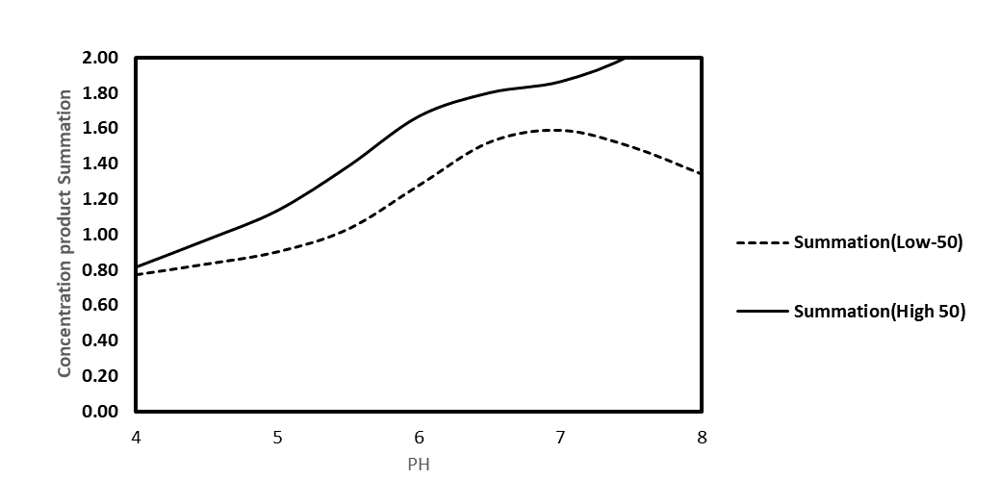 Concentration product Summation
2.00
1.80
1.60
1.40
1.20
1.00
0.80
0.60
0.40
0.20
0.00
4 5 6 7 8
PH
Summation(Low-50)
Summation(High 50)